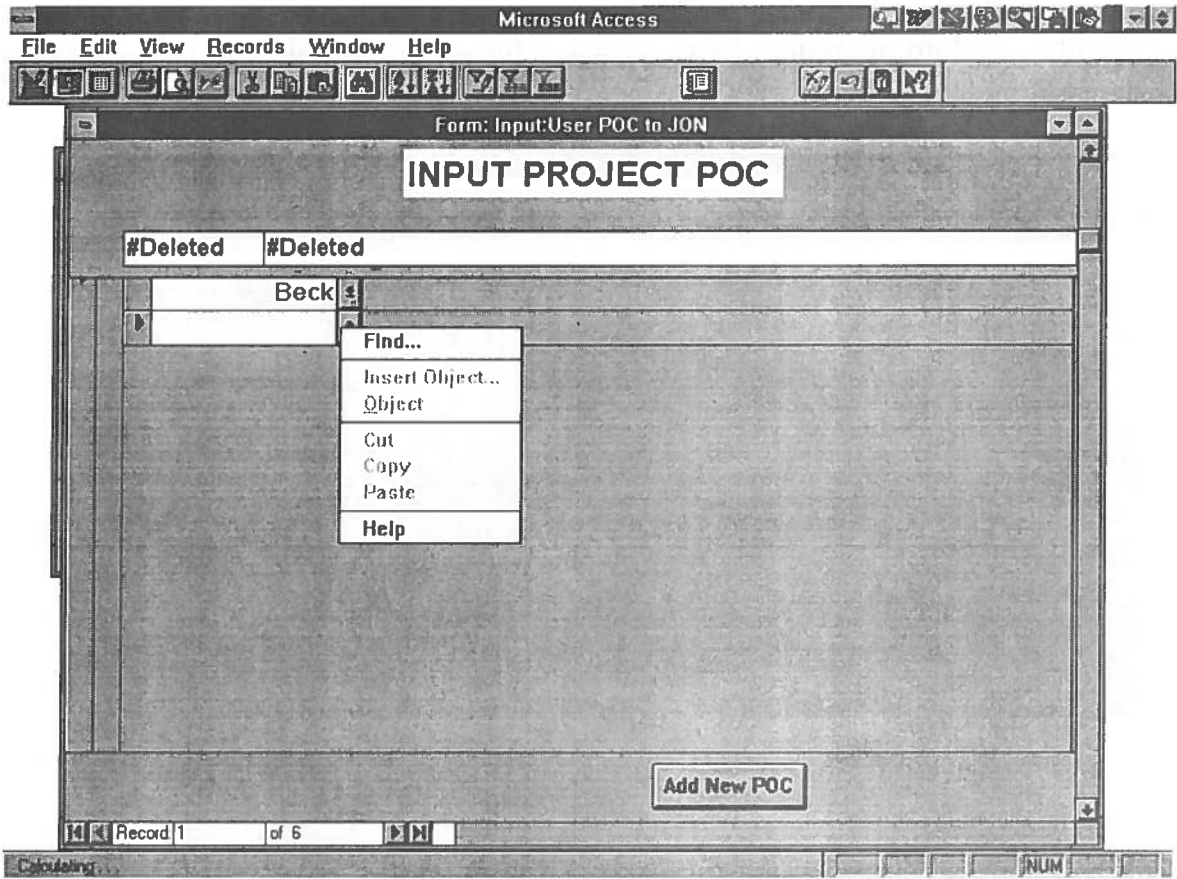 Microsoft Access
File Edit View Records Window Help
Form: Input:User POC to JON
INPUT PROJECT POC
#Deleted #Deleted
Beck
Find...
Insert Object...
Object
Cut
Copy
Paste
Help
Add New POC
Record 1 of 6
Calculating... NUM